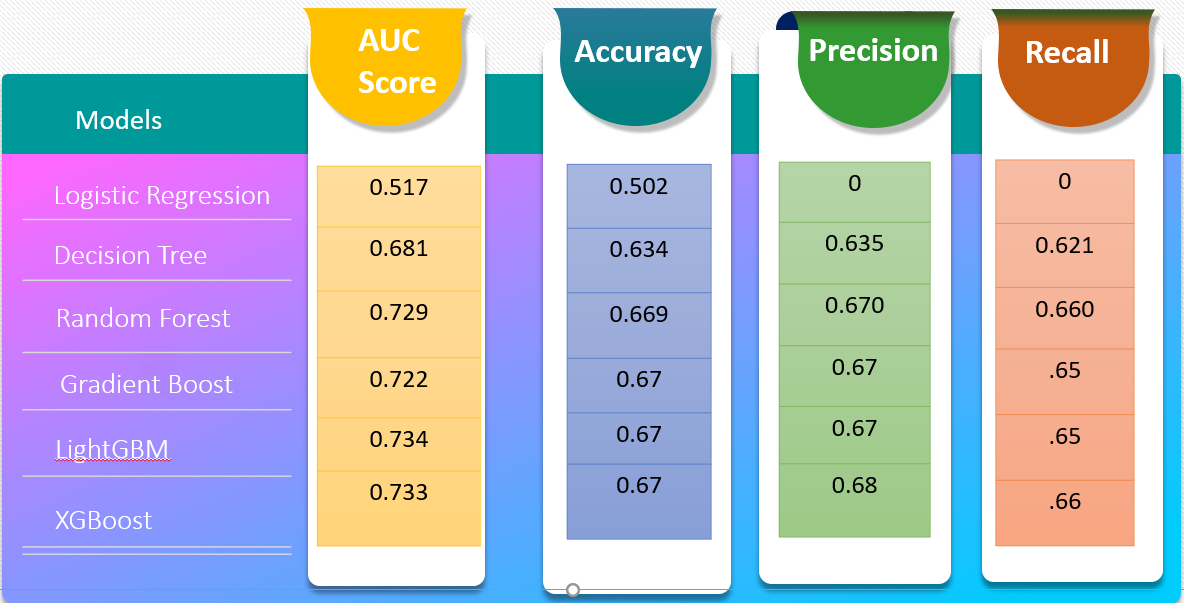 AUC
Score
Accuracy
Precision
Recall
Models
Logistic Regression 0.517 0.502 0 0
Decision Tree 0.681 0.634 0.635 0.621
Random Forest 0.729 0.669 0.670 0.660
Gradient Boost 0.722 0.67 0.67 .65
LightGBM 0.734 0.67 0.67 .65
XGBoost 0.733 0.67 0.68 .66